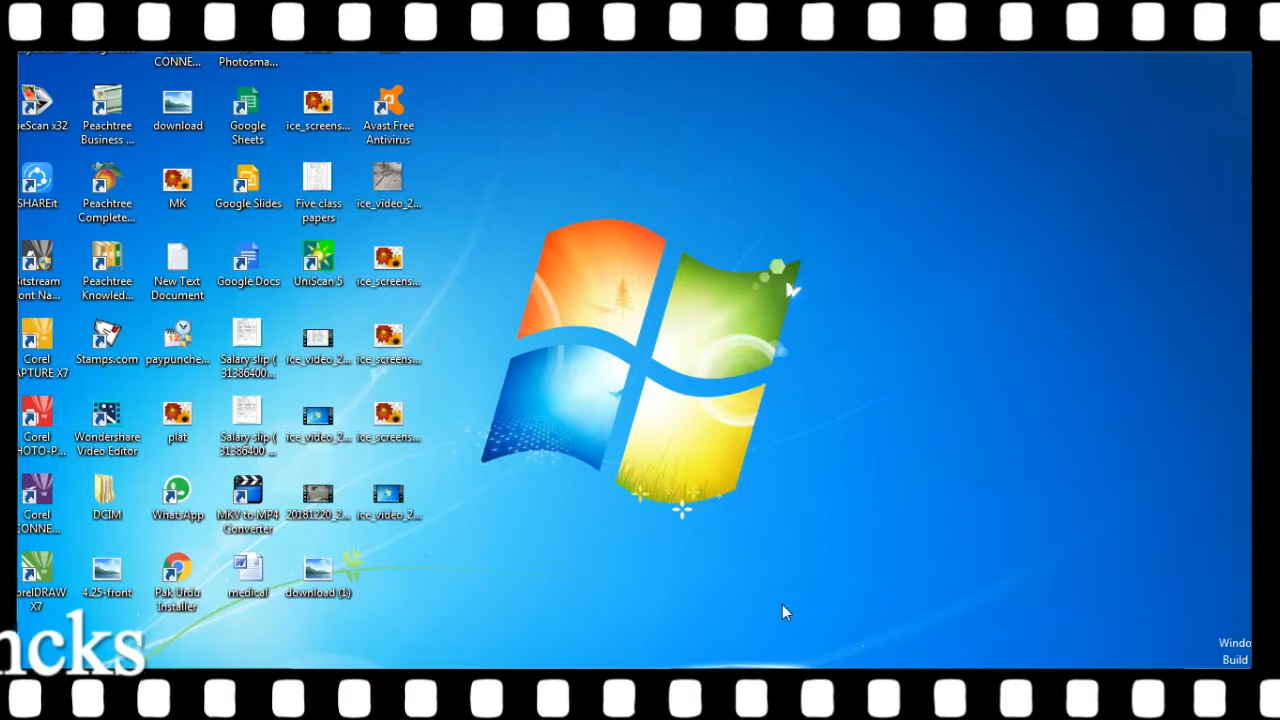 CONNE...
Photosma...
ueScan x32
Peachtree
Business ...
download
Google
Sheets
ice_screens...
Avast Free
Antivirus
SHAREit
Peachtree
Complete...
MK
Google Slides
Five class
papers
ice_video_2...
Bitstream
ont Na...
Peachtree
Knowled...
New Text
Document
Google Docs
UniScan 5
ice_screens...
Corel
APTURE X7
Stamps.com
paypunche...
Salary slip (
31386400...
ice_video_2...
ice_screens...
Corel
HOTO-P...
Wondershare
Video Editor
plat
Salary slip (
31386400 ...
ice_video_2...
ice_screens...
Corel
CONNE...
DCIM
WhatsApp
MKV to MP4
Converter
20181220_2...
ice_video_2...
orelDRAW
X7
4.25-front
Pak Urdu
Installer
medical
download (1)
ncks
Windo
Build